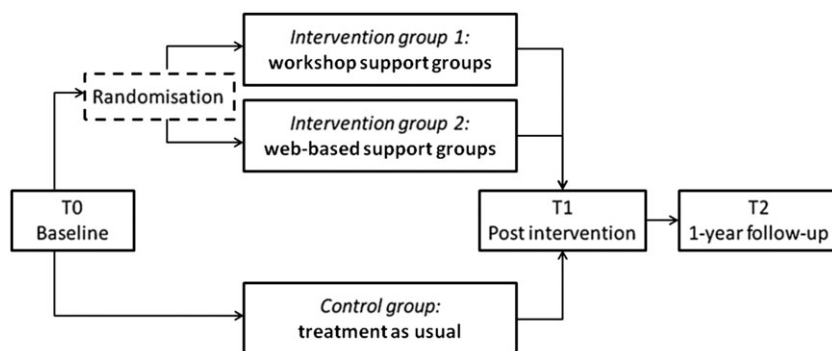 Intervention group 1:
workshop support groups
Randomisation
Intervention group 2:
web-based support groups
T0
Baseline
T1
Post intervention
T2
1-year follow-up
Control group:
treatment as usual